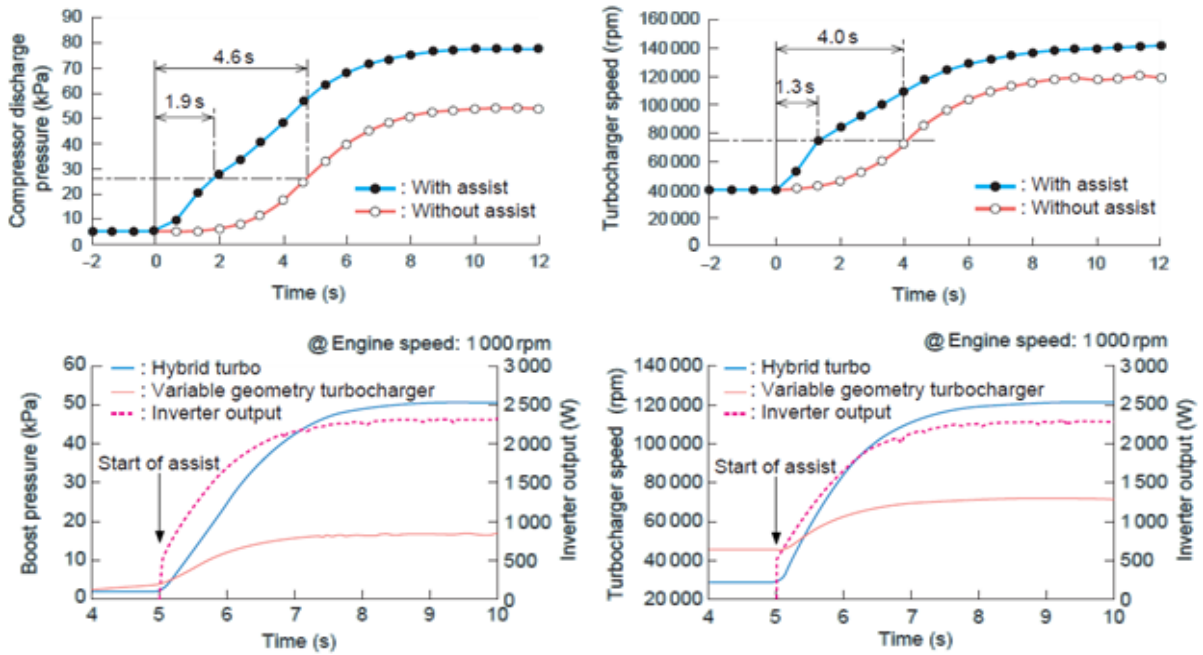 Compressor discharge
pressure (kPa)
90
80
70
60
50
40
30
20
10
0
4.6 s
1.9 s
: With assist
: Without assist
–2 0 2 4 6 8 10 12
Time (s)
Turbocharger speed (rpm)
160 000
140 000
120 000
100 000
80 000
60 000
40 000
20 000
0
4.0 s
1.3 s
: With assist
: Without assist
–2 0 2 4 6 8 10 12
Time (s)
@ Engine speed: 1 000 rpm
Boost pressure (kPa)
60
50
40
30
20
10
0
: Hybrid turbo
: Variable geometry turbocharger
: Inverter output
Start of assist
3 000
2 500
2 000
1 500
1 000
500
0
Inverter output (W)
4 5 6 7 8 9 10
Time (s)
@ Engine speed: 1 000 rpm
Turbocharger speed (rpm)
140 000
120 000
100 000
80 000
60 000
40 000
20 000
: Hybrid turbo
: Variable geometry turbocharger
: Inverter output
Start of assist
3 000
2 500
2 000
1 500
1 000
500
0
Inverter output (W)
4 5 6 7 8 9 10
Time (s)